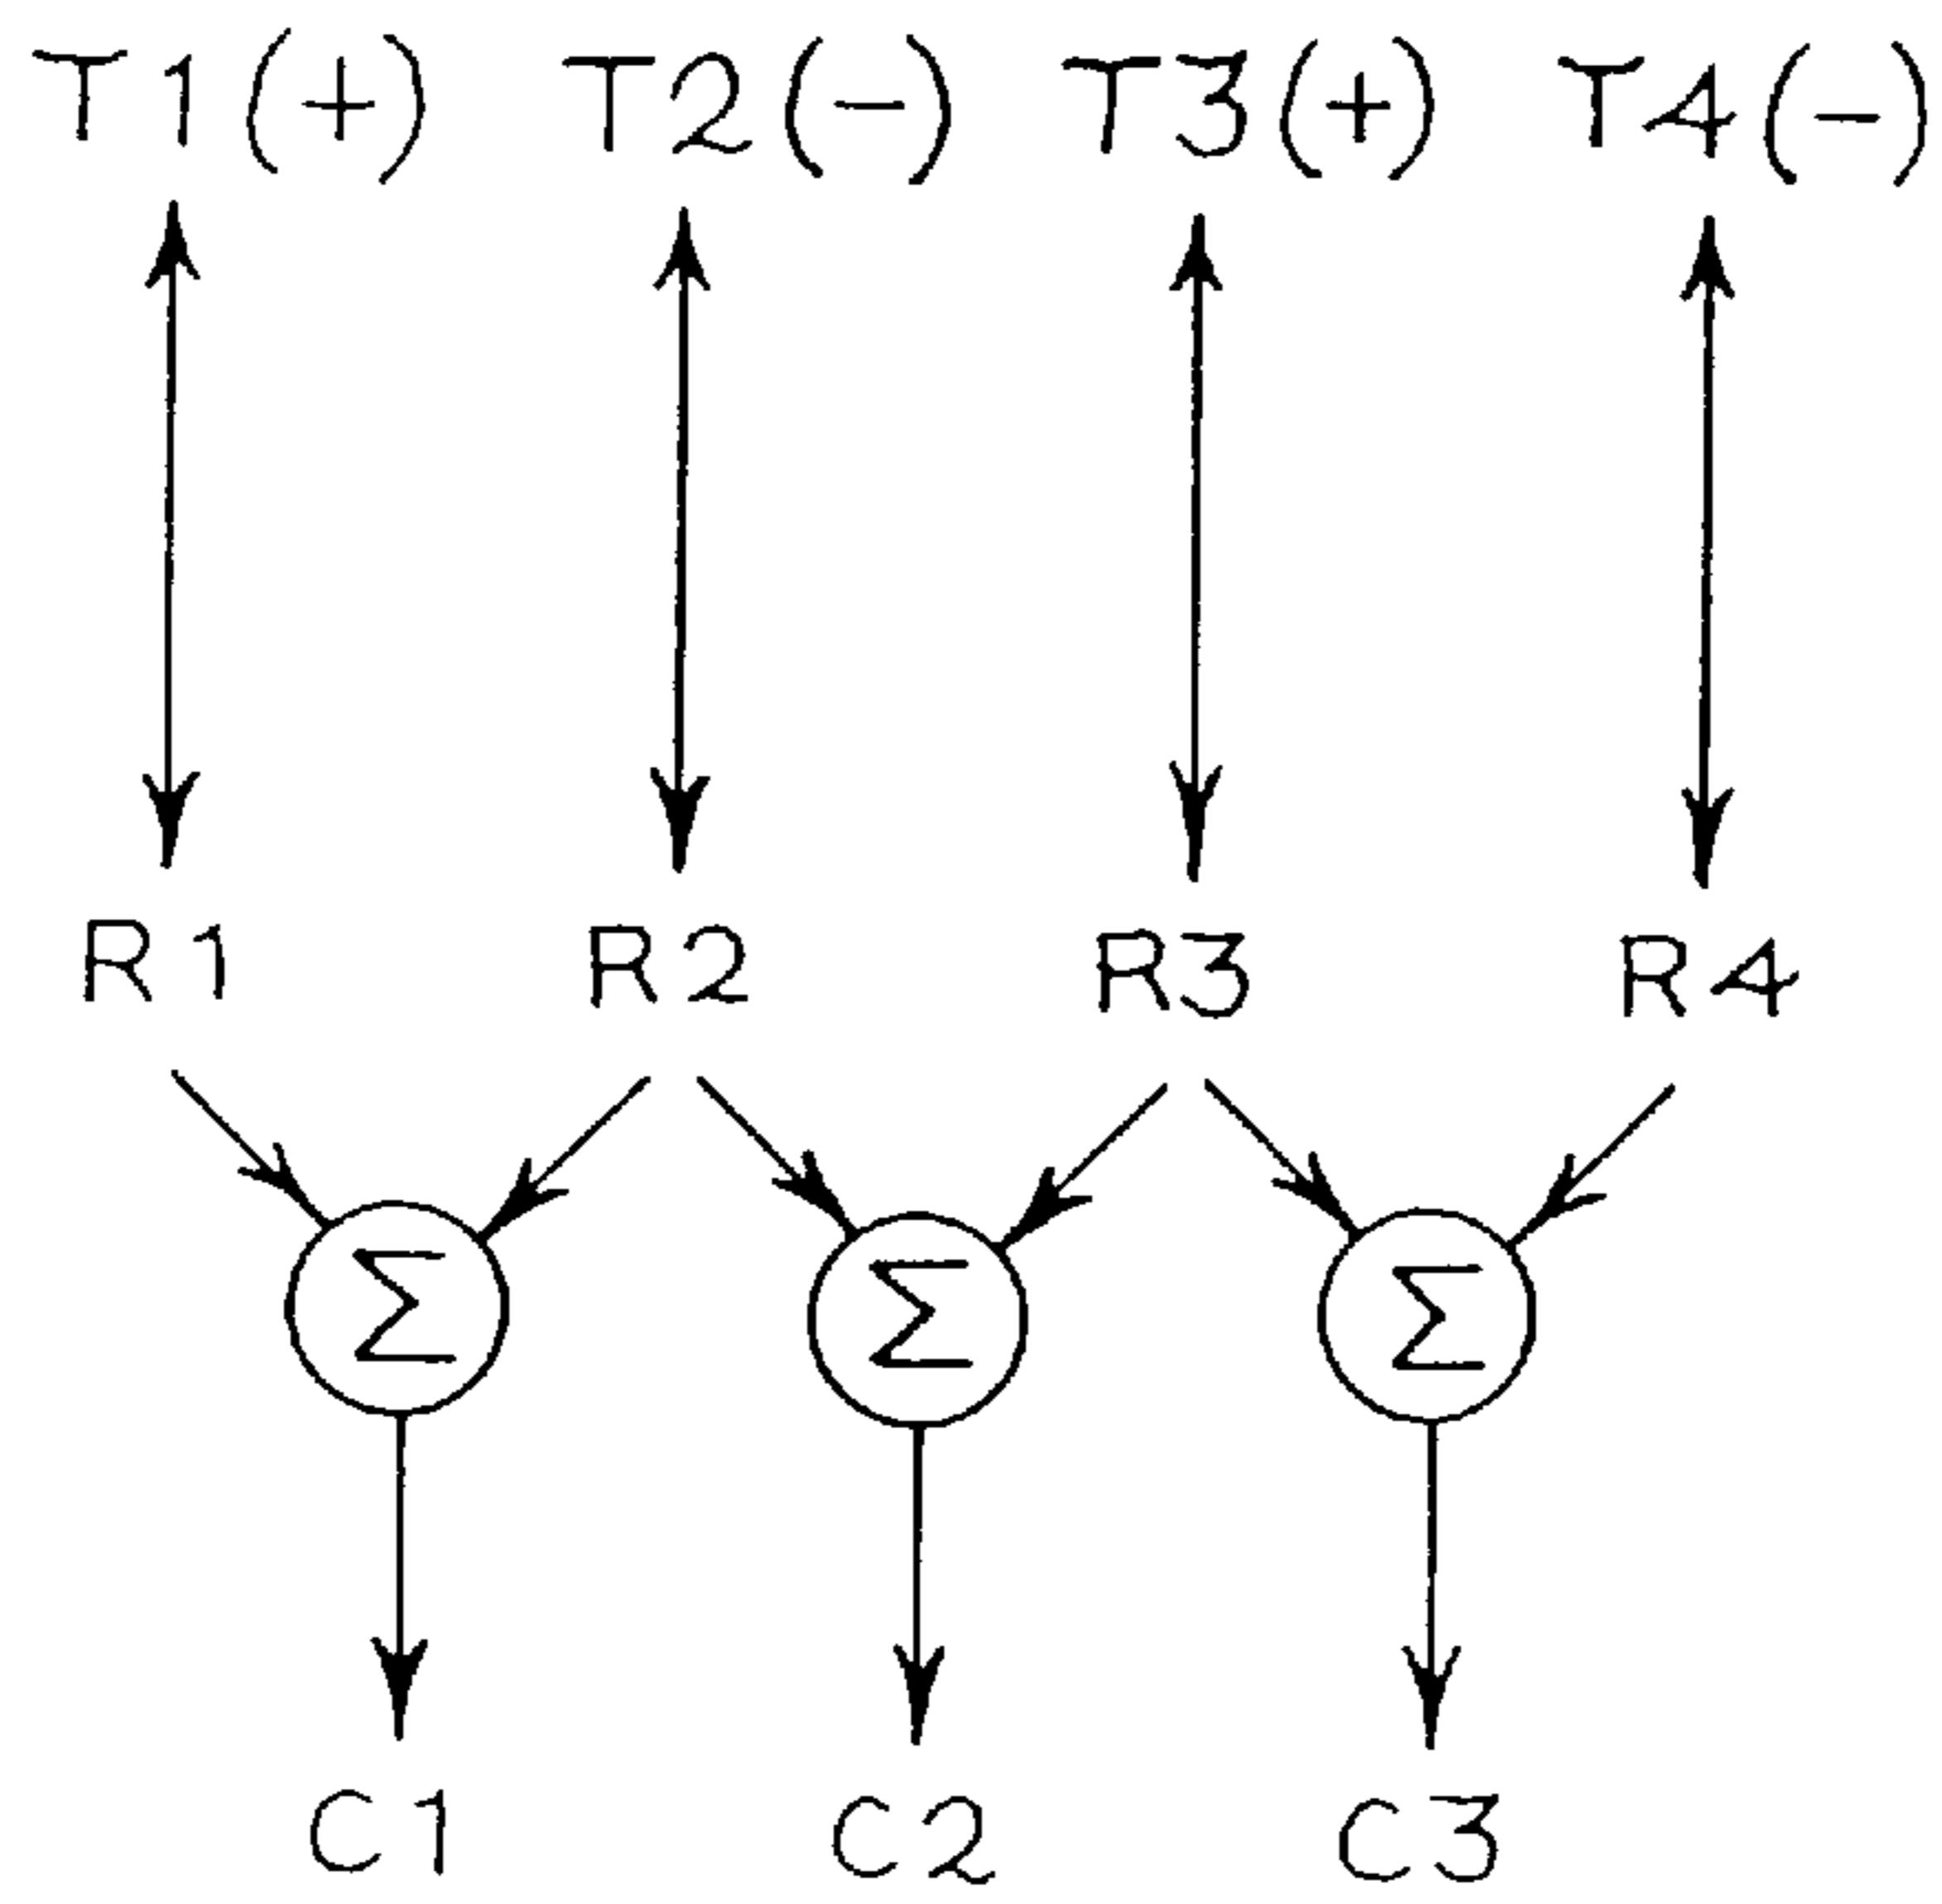 T1(+) T2(-) T3(+) T4(-)
R1 R2 R3 R4
Σ Σ Σ
C1 C2 C3